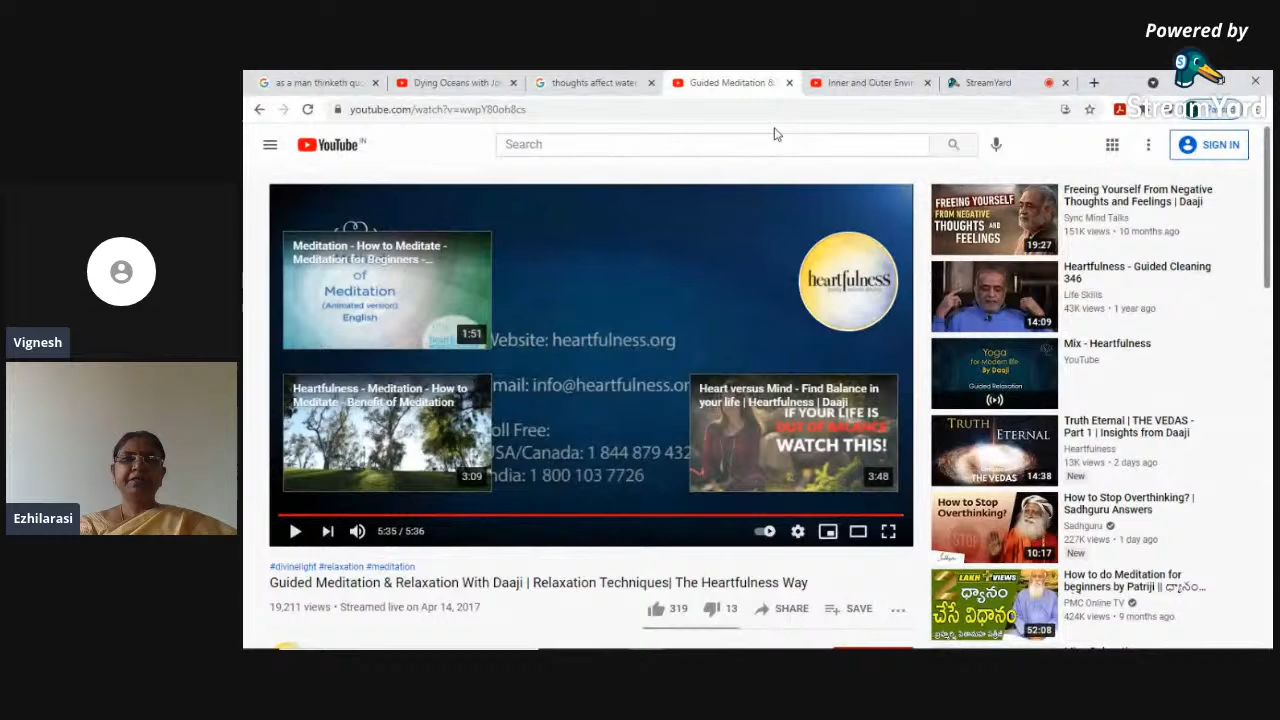 Powered by
StreamYard
as a man thinketh qu
Dying Oceans with Jo
thoughts affect water
Guided Meditation &
Inner and Outer Envir
StreamYard
youtube.com/watch?v=wwpY80oh8cs
YouTube IN
Search
SIGN IN
Meditation - How to Meditate -
Meditation for Beginners -...
of
Meditation
(Animated version)
English
1:51
heartfulness
Website: heartfulness.org
Email: info@heartfulness.or
Toll Free:
USA/Canada: 1 844 879 432
India: 1 800 103 7726
Heartfulness - Meditation - How to
Meditate - Benefit of Meditation
3:09
Heart versus Mind - Find Balance in
your life | Heartfulness | Daaji
IF YOUR LIFE IS
OUT OF BALANCE
WATCH THIS!
3:48
5:35 / 5:36
#divinelight #relaxation #meditation
Guided Meditation & Relaxation With Daaji | Relaxation Techniques| The Heartfulness Way
19,211 views • Streamed live on Apr 14, 2017
319
13
SHARE
SAVE
FREEING YOURSELF
FROM NEGATIVE
THOUGHTS AND
FEELINGS
19:27
Freeing Yourself From Negative
Thoughts and Feelings | Daaji
Sync Mind Talks
151K views • 10 months ago
14:09
Heartfulness - Guided Cleaning
346
Life Skills
43K views • 1 year ago
Yoga
for Modern life
By Daaji
Guided Relaxation
Mix - Heartfulness
YouTube
TRUTH ETERNAL
THE VEDAS
14:38
Truth Eternal | THE VEDAS -
Part 1 | Insights from Daaji
Heartfulness
13K views • 2 days ago
New
How to Stop
Overthinking?
STOP
10:17
How to Stop Overthinking? |
Sadhguru Answers
Sadhguru
227K views • 1 day ago
New
LAKH+VIEWS
ధ్యానం
చేసే విధానం
52:08
How to do Meditation for
beginners by Patriji || ధ్యానం...
PMC Online TV
424K views • 9 months ago
Vignesh
Ezhilarasi